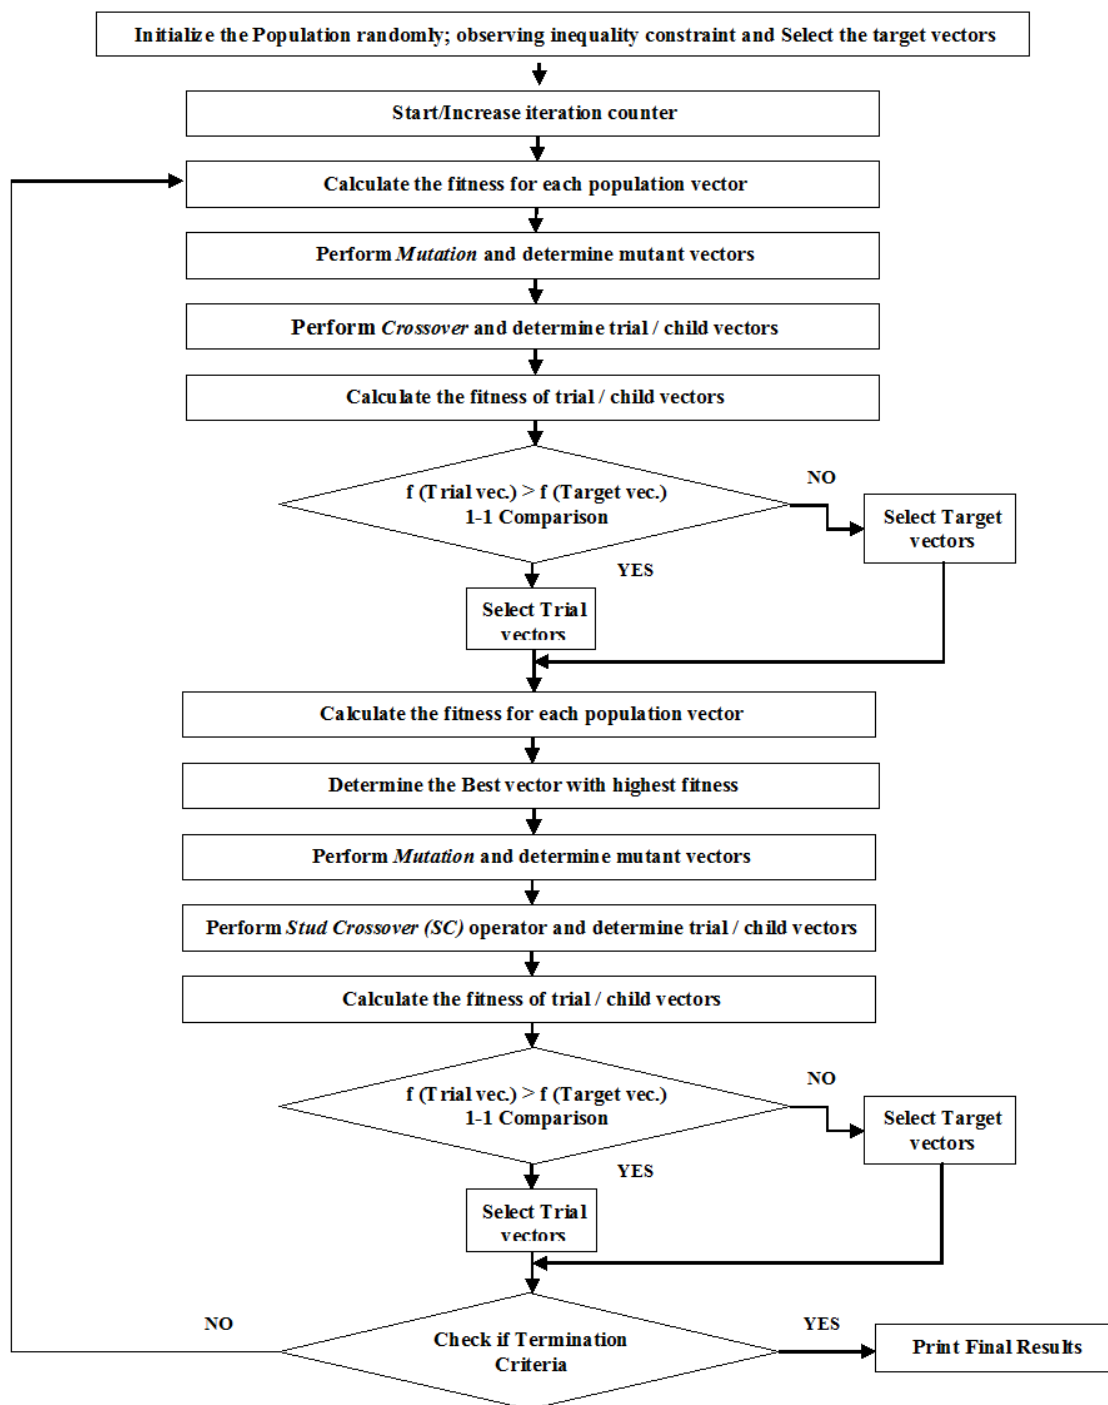 Initialize the Population randomly; observing inequality constraint and Select the target vectors
Start/Increase iteration counter
Calculate the fitness for each population vector
Perform Mutation and determine mutant vectors
Perform Crossover and determine trial / child vectors
Calculate the fitness of trial / child vectors
f (Trial vec.) > f (Target vec.)
1-1 Comparison
NO
Select Target
vectors
YES
Select Trial
vectors
Calculate the fitness for each population vector
Determine the Best vector with highest fitness
Perform Mutation and determine mutant vectors
Perform Stud Crossover (SC) operator and determine trial / child vectors
Calculate the fitness of trial / child vectors
f (Trial vec.) > f (Target vec.)
1-1 Comparison
NO
Select Target
vectors
YES
Select Trial
vectors
NO
Check if Termination
Criteria
YES
Print Final Results